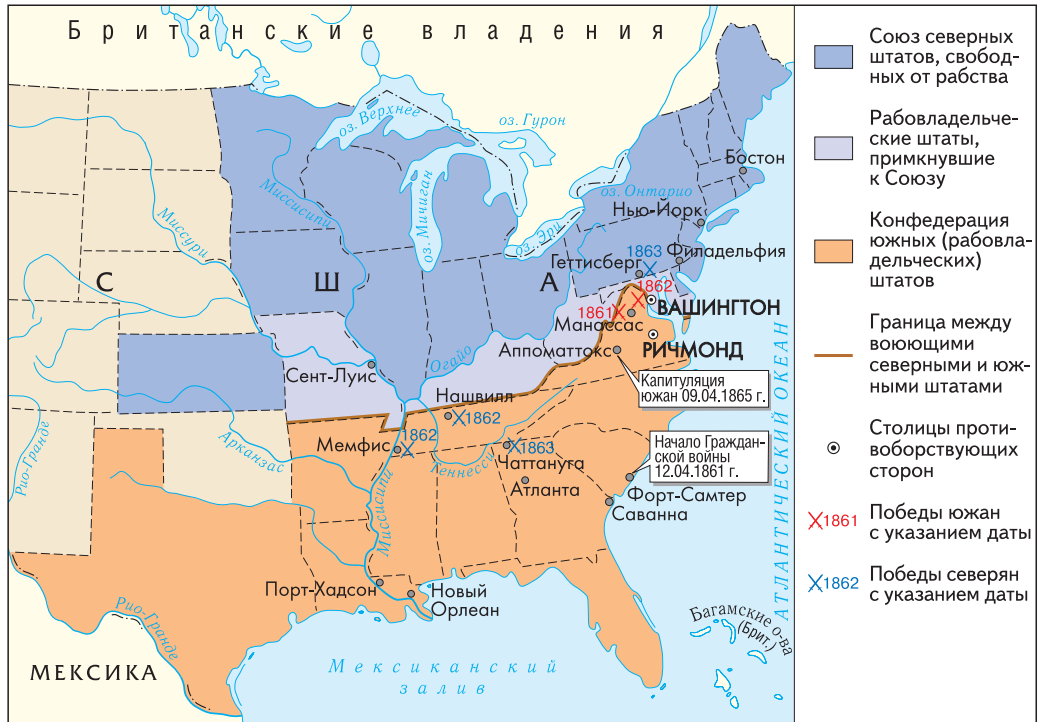 Британские владения
оз. Верхнее
оз. Гурон
оз. Мичиган
оз. Онтарио
оз. Эри
Бостон
Нью-Йорк
Миссисипи
Миссури
С Ш А
1863
Филадельфия
Геттисберг
1862
ВАШИНГТОН
1861
Манассас
РИЧМОНД
Аппоматтокс
Огайо
Сент-Луис
Капитуляция
южан 09.04.1865 г.
Нашвилл
1862
Мемфис
1862
1863
Чаттануга
Теннесси
Начало Граждан-
ской войны
12.04.1861 г.
Арканзас
Рио-Гранде
Атланта
Форт-Самтер
Саванна
Миссисипи
Порт-Хадсон
Новый
Орлеан
Рио-Гранде
МЕКСИКА
Мексиканский
залив
Багамские о-ва
(Брит.)
АТЛАНТИЧЕСКИЙ ОКЕАН
Союз северных
штатов, свобод-
ных от рабства
Рабовладельче-
ские штаты,
примкнувшие
к Союзу
Конфедерация
южных (рабовла-
дельческих)
штатов
Граница между
воюющими
северными и юж-
ными штатами
Столицы проти-
воборствующих
сторон
1861 Победы южан
с указанием даты
1862 Победы северян
с указанием даты